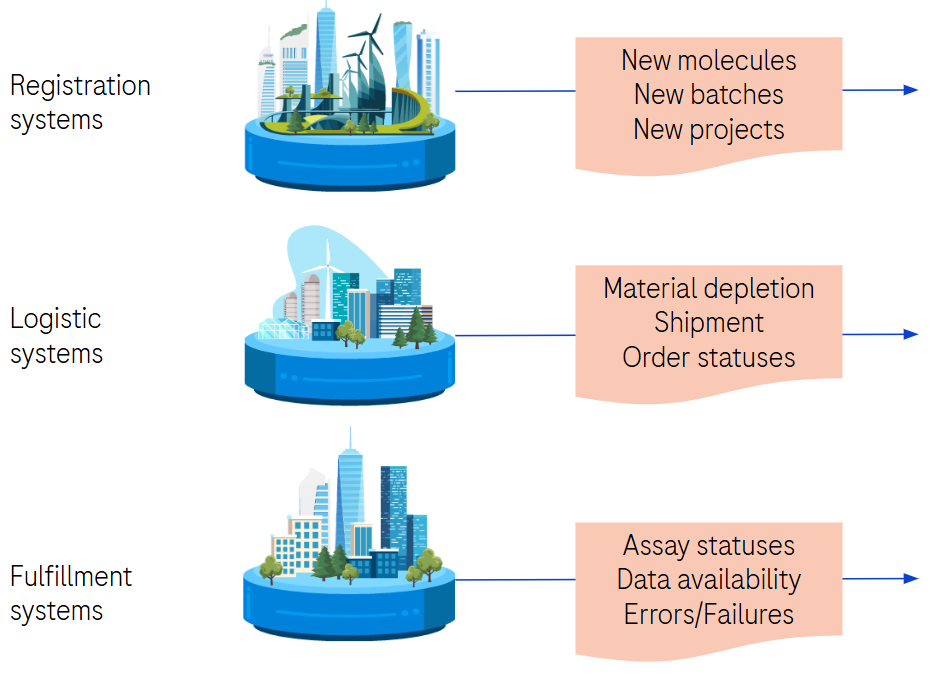 Registration
systems
New molecules
New batches
New projects
Logistic
systems
Material depletion
Shipment
Order statuses
Fulfillment
systems
Assay statuses
Data availability
Errors/Failures